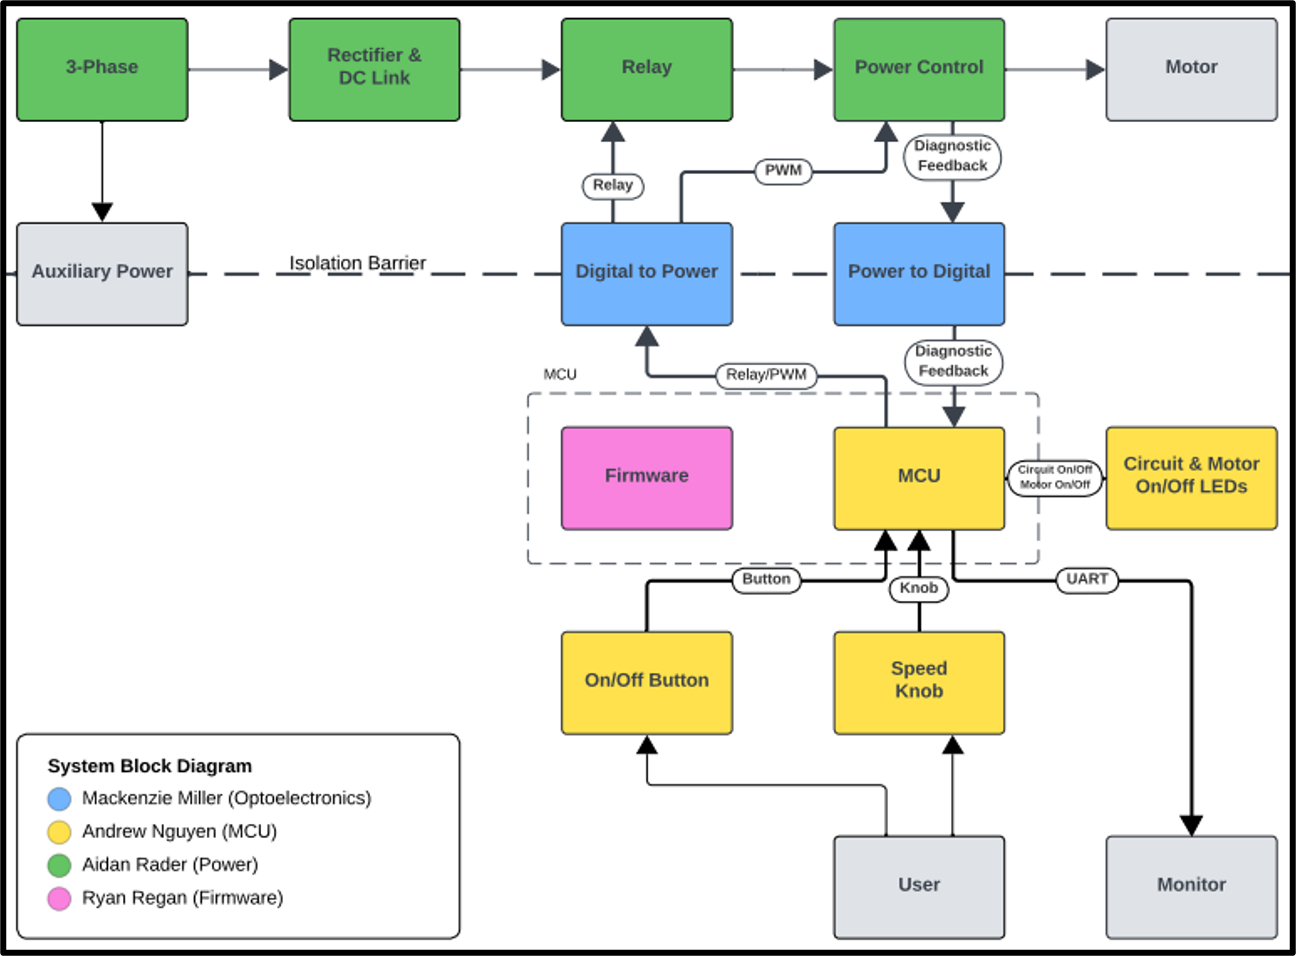 3-Phase
Rectifier &
DC Link
Relay
Power Control
Motor
Diagnostic
Feedback
PWM
Relay
Auxiliary Power
Isolation Barrier
Digital to Power
Power to Digital
Diagnostic
Feedback
MCU
Relay/PWM
Firmware
MCU
Circuit On/Off
Motor On/Off
Circuit & Motor
On/Off LEDs
Button
Knob
UART
On/Off Button
Speed
Knob
System Block Diagram
Mackenzie Miller (Optoelectronics)
Andrew Nguyen (MCU)
Aidan Rader (Power)
Ryan Regan (Firmware)
User
Monitor